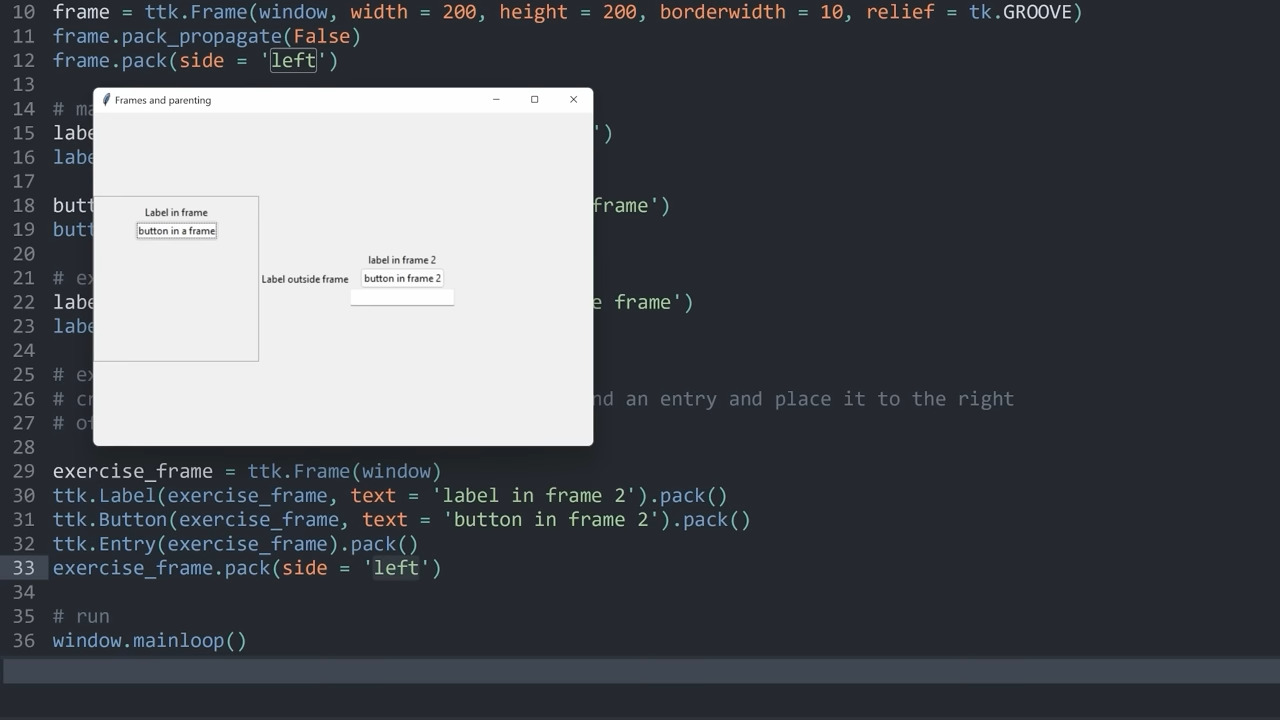 10 frame = ttk.Frame(window, width = 200, height = 200, borderwidth = 10, relief = tk.GROOVE)
11 frame.pack_propagate(False)
12 frame.pack(side = 'left')
13
Frames and parenting
14 # ma
15 labe ')
16 labe
17
18 butt frame')
19 butt
20
21 # ex
22 labe e frame')
23 labe
24
25 # ex
26 # cr nd an entry and place it to the right
27 # of
28
Label in frame
button in a frame
Label outside frame
label in frame 2
button in frame 2
29 exercise_frame = ttk.Frame(window)
30 ttk.Label(exercise_frame, text = 'label in frame 2').pack()
31 ttk.Button(exercise_frame, text = 'button in frame 2').pack()
32 ttk.Entry(exercise_frame).pack()
33 exercise_frame.pack(side = 'left')
34
35 # run
36 window.mainloop()